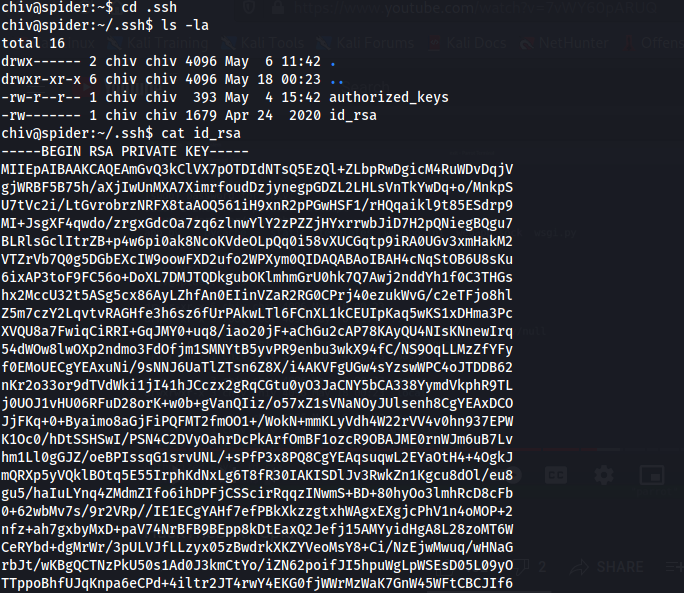 chiv@spider:~$ cd .ssh
chiv@spider:~/.ssh$ ls -la
total 16
drwx------ 2 chiv chiv 4096 May  6 11:42 .
drwxr-xr-x 6 chiv chiv 4096 May 18 00:23 ..
-rw-r--r-- 1 chiv chiv  393 May  4 15:42 authorized_keys
-rw------- 1 chiv chiv 1679 Apr 24  2020 id_rsa
chiv@spider:~/.ssh$ cat id_rsa
-----BEGIN RSA PRIVATE KEY-----
MIIEpAIBAAKCAQEAmGvQ3kClVX7pOTDIdNTsQ5EzQl+ZLbpRwDgicM4RuWDvDqjV
gjWRBF5B75h/aXjIwUnMXA7XimrfoudDzjynegpGDZL2LHLsVnTkYwDq+o/MnkpS
U7tVc2i/LtGvrobrzNRFX8taAOQ561iH9xnR2pPGwHSF1/rHQqaikl9t85ESdrp9
MI+JsgXF4qwdo/zrgxGdcOa7zq6zlnwYlY2zPZZjHYxrrwbJiD7H2pQNiegBQgu7
BLRlsGclItrZB+p4w6pi0ak8NcoKVdeOLpQq0i58vXUCGqtp9iRA0UGv3xmHakM2
VTZrVb7Q0g5DGbEXcIW9oowFXD2ufo2WPXym0QIDAQABAoIBAH4cNqStOB6U8sKu
6ixAP3toF9FC56o+DoXL7DMJTQDkgubOKlmhmGrU0hk7Q7Awj2nddYh1f0C3THGs
hx2MccU32t5ASg5cx86AyLZhfAn0EIinVZaR2RG0CPrj40ezukWvG/c2eTFjo8hl
Z5m7czY2LqvtvRAGHfe3h6sz6fUrPAkwLTl6FCnXL1kCEUIpKaq5wKS1xDHma3Pc
XVQU8a7FwiqCiRRI+GqJMY0+uq8/iao20jF+aChGu2cAP78KAyQU4NIsKNnewIrq
54dWOw8lwOXp2ndmo3FdOfjm1SMNYtB5yvPR9enbu3wkX94fC/NS9OqLLMzZfYFy
f0EMoUECgYEAxuNi/9sNNJ6UaTlZTsn6Z8X/i4AKVFgUGw4sYzswWPC4oJTDDB62
nKr2o33or9dTVdWki1jI41hJCczx2gRqCGtu0yO3JaCNY5bCA338YymdVkphR9TL
j0UOJ1vHU06RFuD28orK+w0b+gVanQIiz/o57xZ1sVNaNOyJUlsenh8CgYEAxDCO
JjFKq+0+Byaimo8aGjFiPQFMT2fmOO1+/WokN+mmKLyVdh4W22rVV4v0hn937EPW
K1Oc0/hDtSSHSwI/PSN4C2DVyOahrDcPkArfOmBF1ozcR9OBAJME0rnWJm6uB7Lv
hm1Ll0gGJZ/oeBPIssqG1srvUNL/+sPfP3x8PQ8CgYEAqsuqwL2EYaOtH4+4OgkJ
mQRXp5yVQklBOtq5E55IrphKdNxLg6T8fR30IAKISDlJv3RwkZn1Kgcu8dOl/eu8
gu5/haIuLYnq4ZMdmZIfo6ihDPFjCSScirRqqzINwmS+BD+80hyOo3lmhRcD8cFb
0+62wbMv7s/9r2VRp//IE1ECgYAHf7efPBkXkzzgtxhWAgxEXgjcPhV1n4oMOP+2
nfz+ah7gxbyMxD+paV74NrBFB9BEpp8kDtEaxQ2Jefj15AMYyidHgA8L28zoMT6W
CeRYbd+dgMrWr/3pULVJfLLzyx05zBwdrkXKZYVeoMsY8+Ci/NzEjwMwuq/wHNaG
rbJt/wKBgQCTNzPkU50s1Ad0J3kmCtYo/iZN62poifJI5hpuWgLpWSEsD05L09yO
TTppoBhfUJqKnpa6eCPd+4iltr2JT4rwY4EKG0fjWWrMzWaK7GnW45WFtCBCJIf6